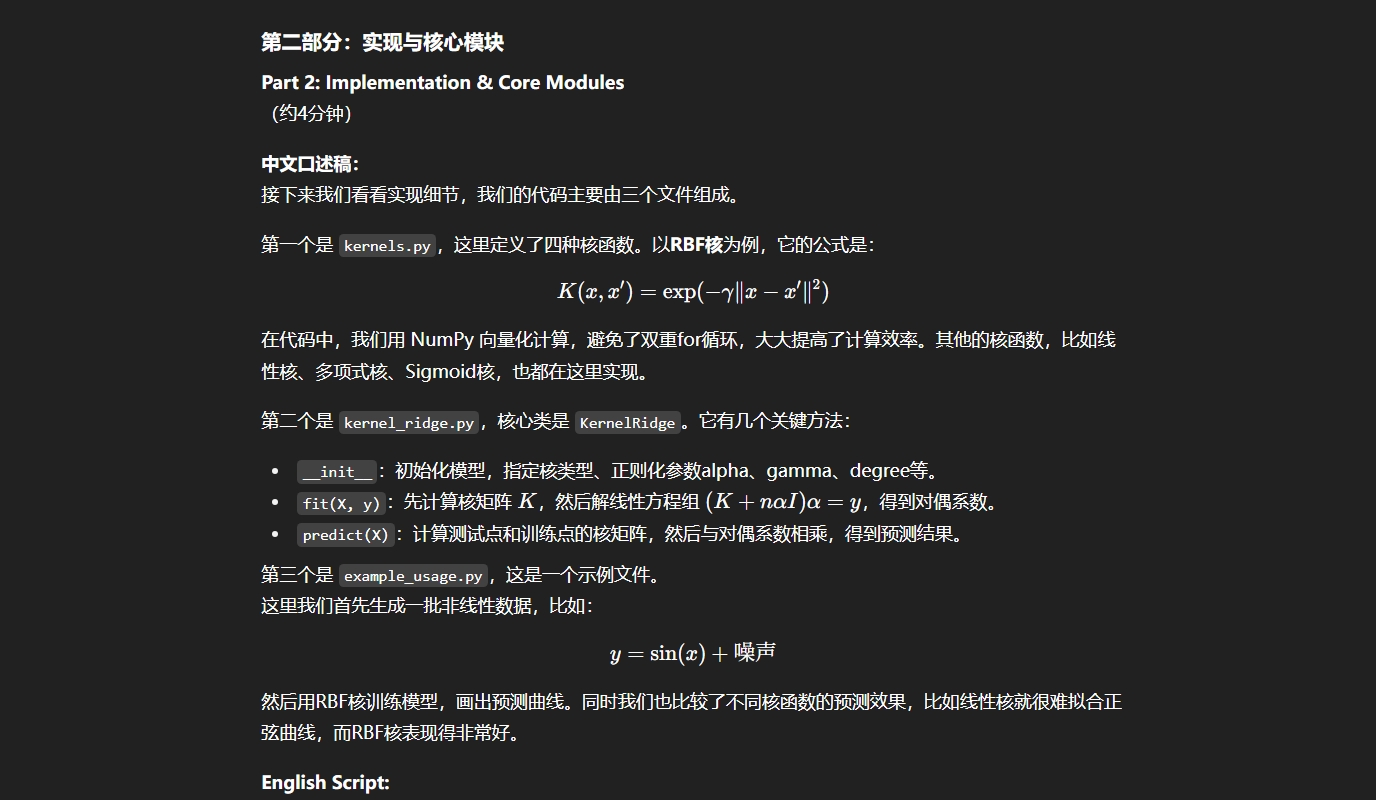 第二部分：实现与核心模块
Part 2: Implementation & Core Modules
（约4分钟）
中文口述稿：
接下来我们看看实现细节，我们的代码主要由三个文件组成。
第一个是 kernels.py，这里定义了四种核函数。以RBF核为例，它的公式是：
K(x, x′) = exp(−γ‖x − x′‖²)
在代码中，我们用 NumPy 向量化计算，避免了双重for循环，大大提高了计算效率。其他的核函数，比如线
性核、多项式核、Sigmoid核，也都在这里实现。
第二个是 kernel_ridge.py，核心类是 KernelRidge。它有几个关键方法：
• __init__：初始化模型，指定核类型、正则化参数alpha、gamma、degree等。
• fit(X, y)：先计算核矩阵 K，然后解线性方程组 (K + nαI)α = y，得到对偶系数。
• predict(X)：计算测试点和训练点的核矩阵，然后与对偶系数相乘，得到预测结果。
第三个是 example_usage.py，这是一个示例文件。
这里我们首先生成一批非线性数据，比如：
y = sin(x) + 噪声
然后用RBF核训练模型，画出预测曲线。同时我们也比较了不同核函数的预测效果，比如线性核就很难拟合正
弦曲线，而RBF核表现得非常好。
English Script: